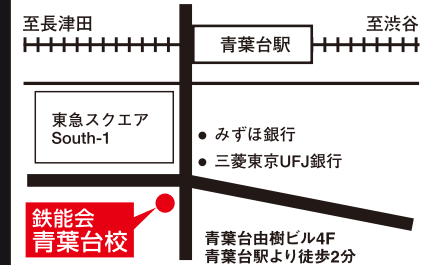 至長津田
至渋谷
青葉台駅
東急スクエア
South-1
● みずほ銀行
● 三菱東京UFJ銀行
鉄能会
青葉台校
青葉台由樹ビル4F
青葉台駅より徒歩2分